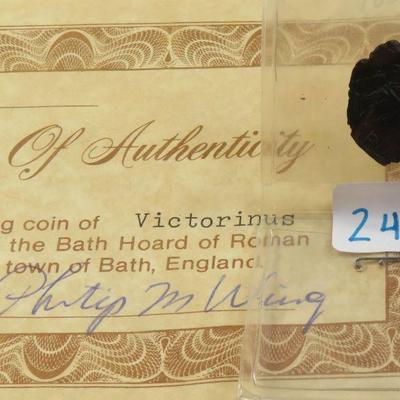 Of Authenticity
g coin of Victorinus
the Bath Hoard of Roman
town of Bath, England.
Philip M Wing
24